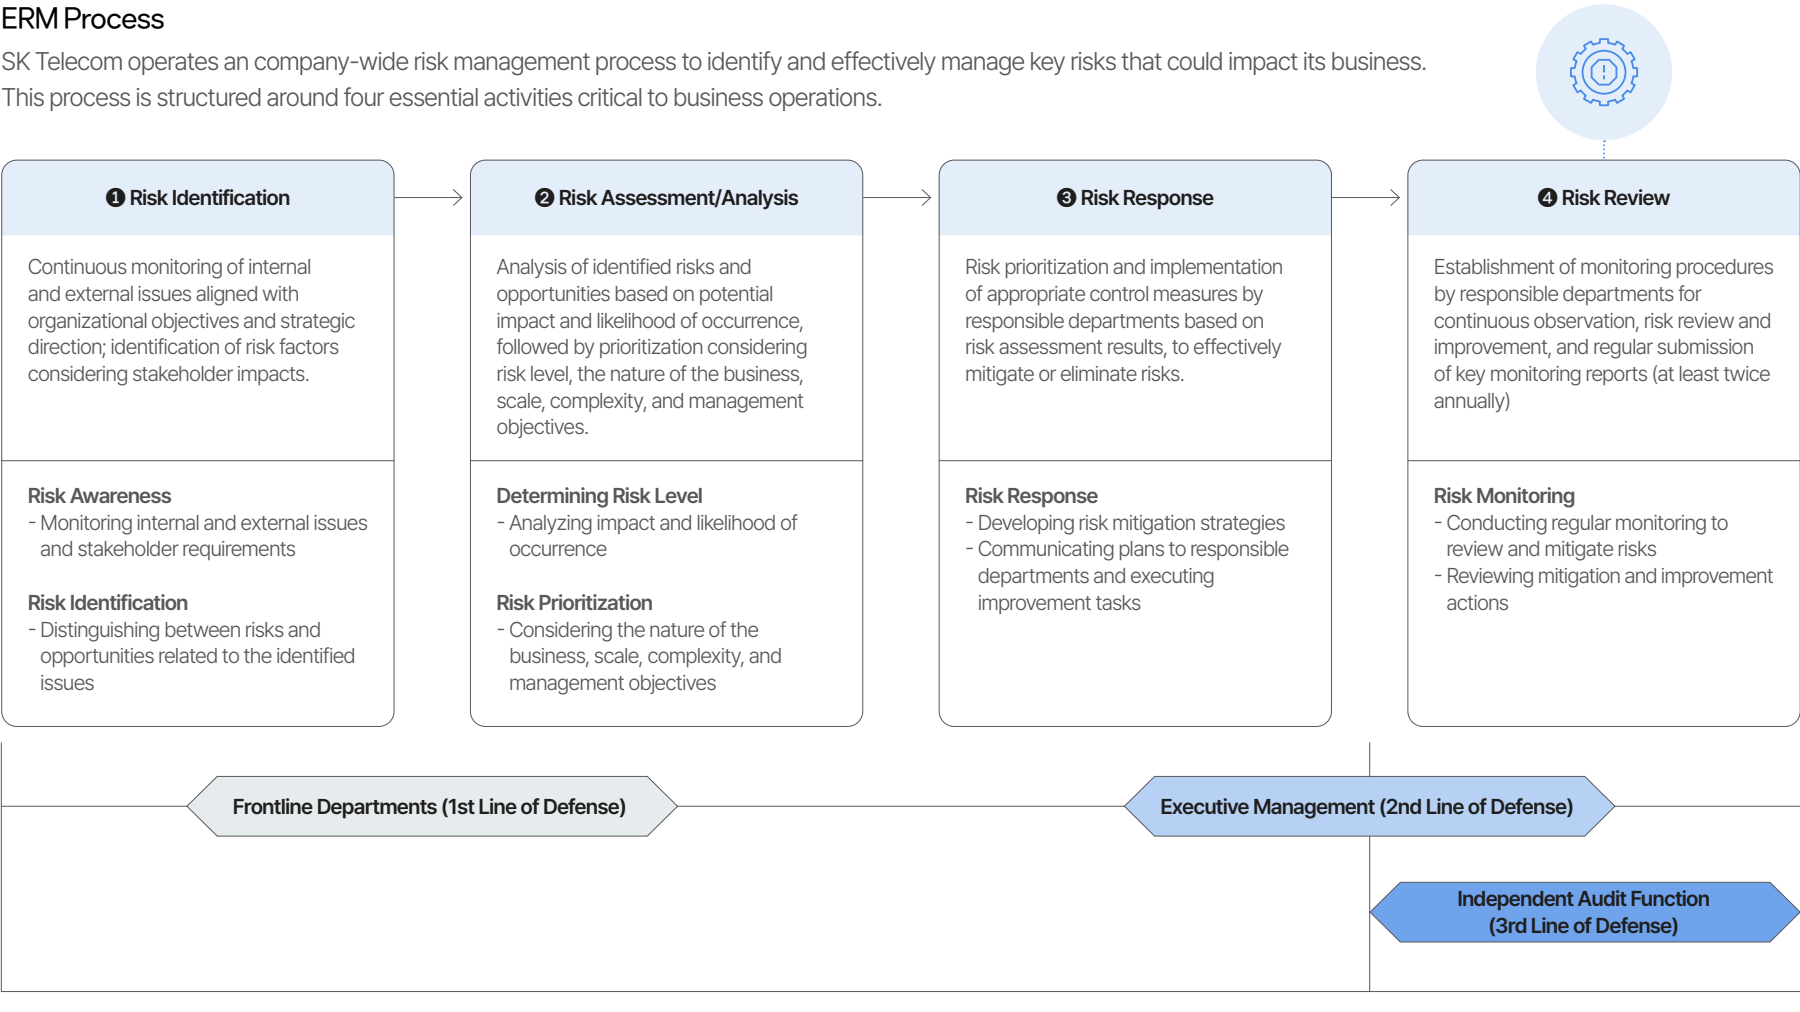 ERM Process
SK Telecom operates an company-wide risk management process to identify and effectively manage key risks that could impact its business.
This process is structured around four essential activities critical to business operations.
❶ Risk Identification
Continuous monitoring of internal
and external issues aligned with
organizational objectives and strategic
direction; identification of risk factors
considering stakeholder impacts.
Risk Awareness
- Monitoring internal and external issues
and stakeholder requirements
Risk Identification
- Distinguishing between risks and
opportunities related to the identified
issues
❷ Risk Assessment/Analysis
Analysis of identified risks and
opportunities based on potential
impact and likelihood of occurrence,
followed by prioritization considering
risk level, the nature of the business,
scale, complexity, and management
objectives.
Determining Risk Level
- Analyzing impact and likelihood of
occurrence
Risk Prioritization
- Considering the nature of the
business, scale, complexity, and
management objectives
❸ Risk Response
Risk prioritization and implementation
of appropriate control measures by
responsible departments based on
risk assessment results, to effectively
mitigate or eliminate risks.
Risk Response
- Developing risk mitigation strategies
- Communicating plans to responsible
departments and executing
improvement tasks
❹ Risk Review
Establishment of monitoring procedures
by responsible departments for
continuous observation, risk review and
improvement, and regular submission
of key monitoring reports (at least twice
annually)
Risk Monitoring
- Conducting regular monitoring to
review and mitigate risks
- Reviewing mitigation and improvement
actions
Frontline Departments (1st Line of Defense)
Executive Management (2nd Line of Defense)
Independent Audit Function
(3rd Line of Defense)